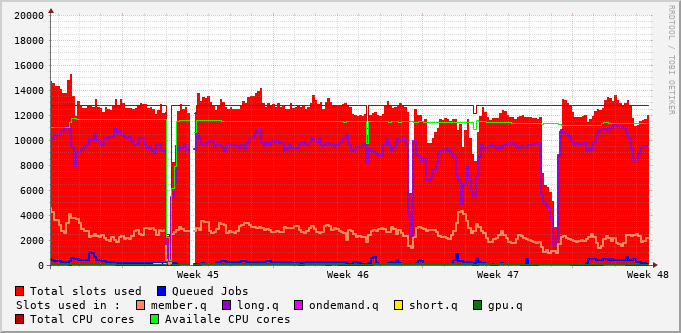 20000
18000
16000
14000
12000
10000
8000
6000
4000
2000
0
Week 45 Week 46 Week 47 Week 48
RRDTOOL / TOBI OETIKER
Total slots used Queued Jobs
Slots used in : member.q long.q ondemand.q short.q gpu.q
Total CPU cores Availale CPU cores